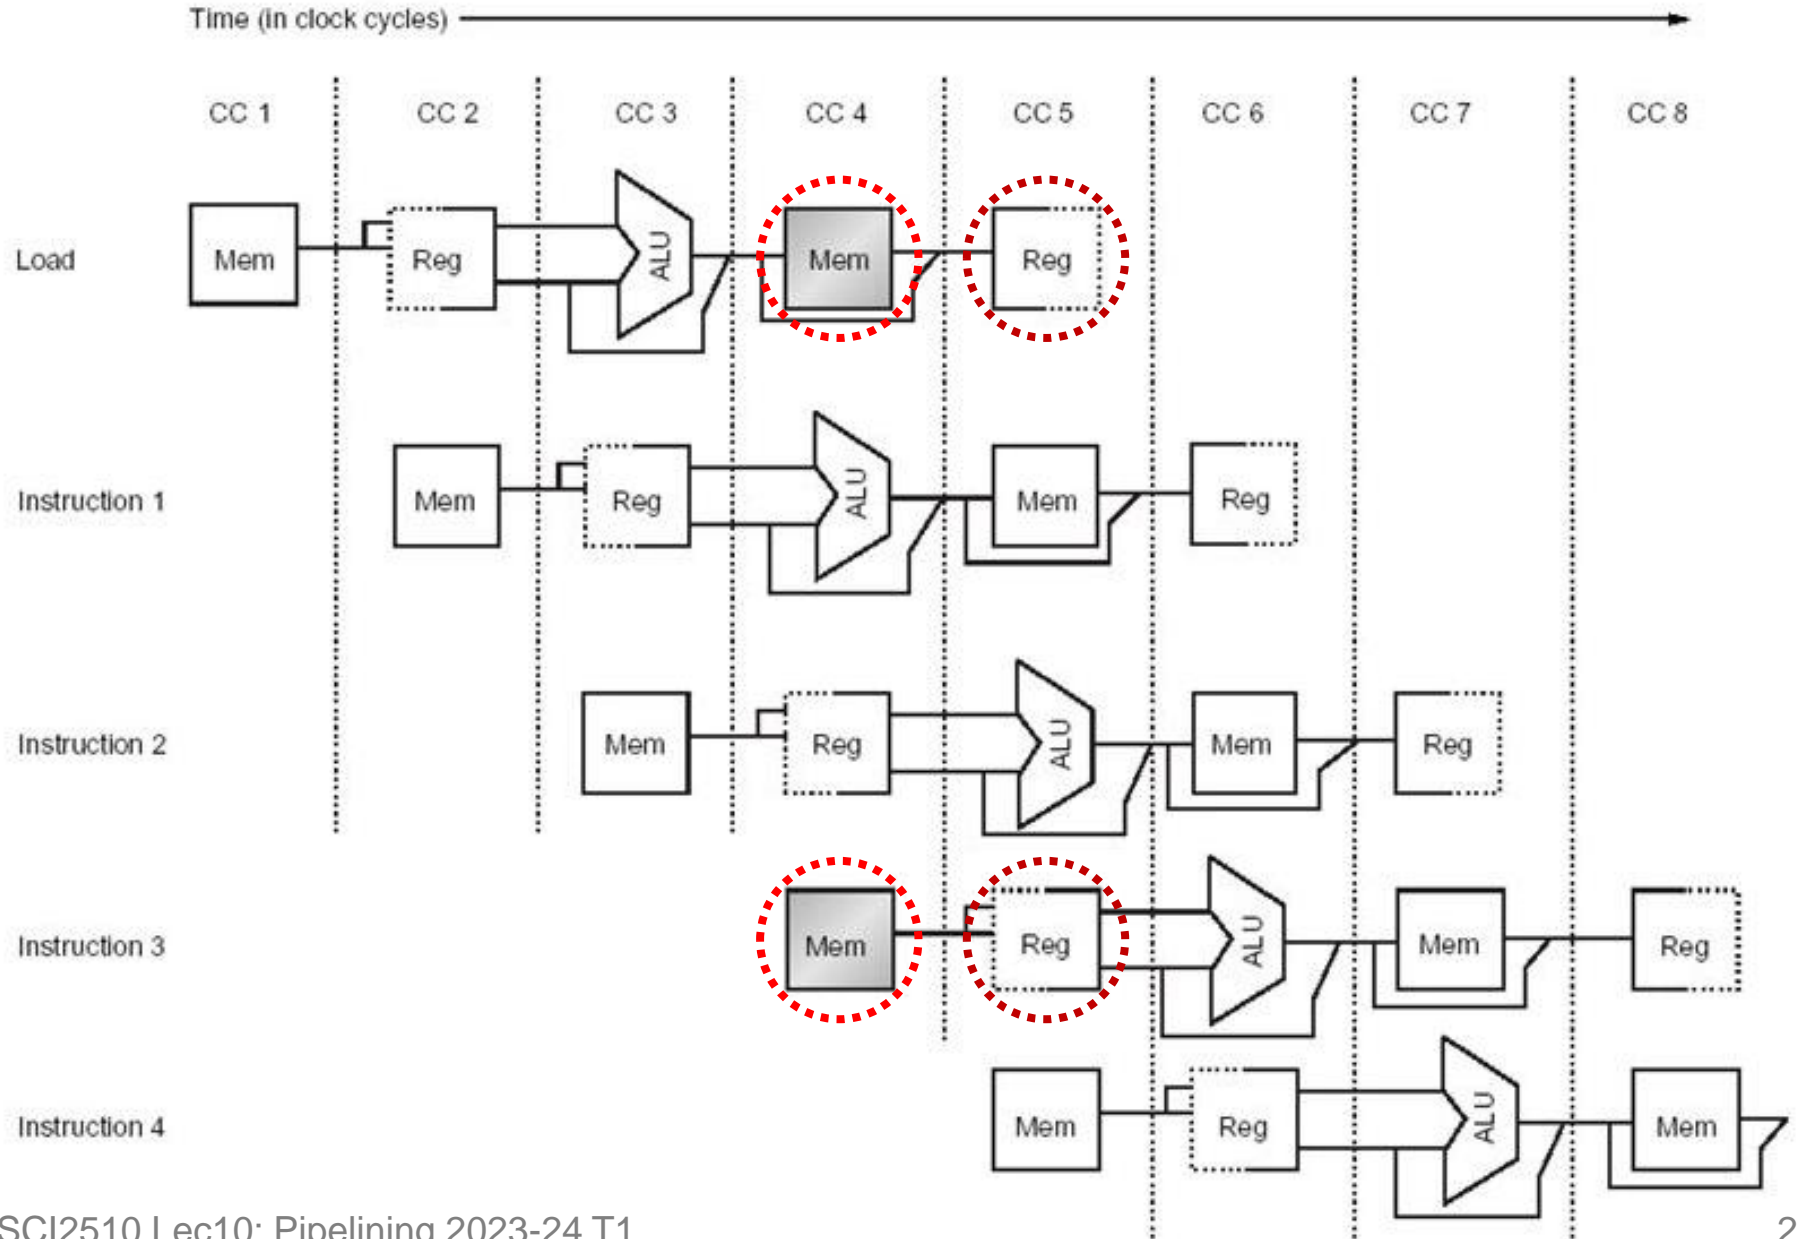 Time (in clock cycles)
CC 1 CC 2 CC 3 CC 4 CC 5 CC 6 CC 7 CC 8
Load Mem Reg ALU Mem Reg
Instruction 1 Mem Reg ALU Mem Reg
Instruction 2 Mem Reg ALU Mem Reg
Instruction 3 Mem Reg ALU Mem Reg
Instruction 4 Mem Reg ALU Mem
SCI2510 Lec10: Pipelining 2023-24 T1 2